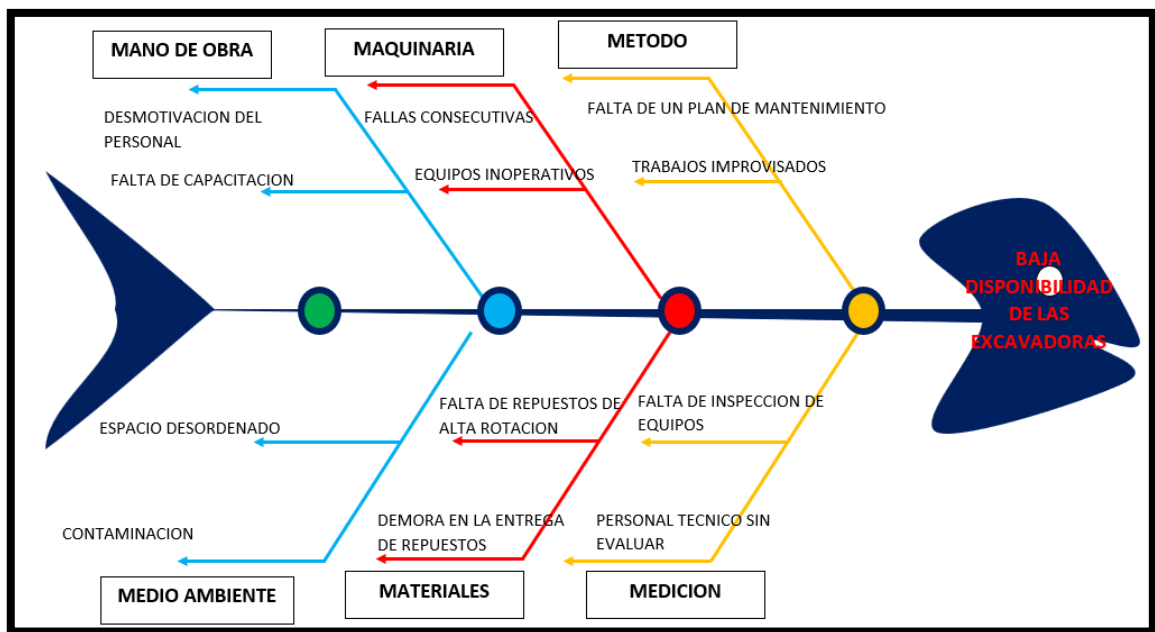 MANO DE OBRA
MAQUINARIA
METODO
DESMOTIVACION DEL
PERSONAL
FALTA DE CAPACITACION
FALLAS CONSECUTIVAS
EQUIPOS INOPERATIVOS
FALTA DE UN PLAN DE MANTENIMIENTO
TRABAJOS IMPROVISADOS
BAJA
DISPONIBILIDAD
DE LAS
EXCAVADORAS
ESPACIO DESORDENADO
CONTAMINACION
FALTA DE REPUESTOS DE
ALTA ROTACION
DEMORA EN LA ENTREGA
DE REPUESTOS
FALTA DE INSPECCION DE
EQUIPOS
PERSONAL TECNICO SIN
EVALUAR
MEDIO AMBIENTE
MATERIALES
MEDICION